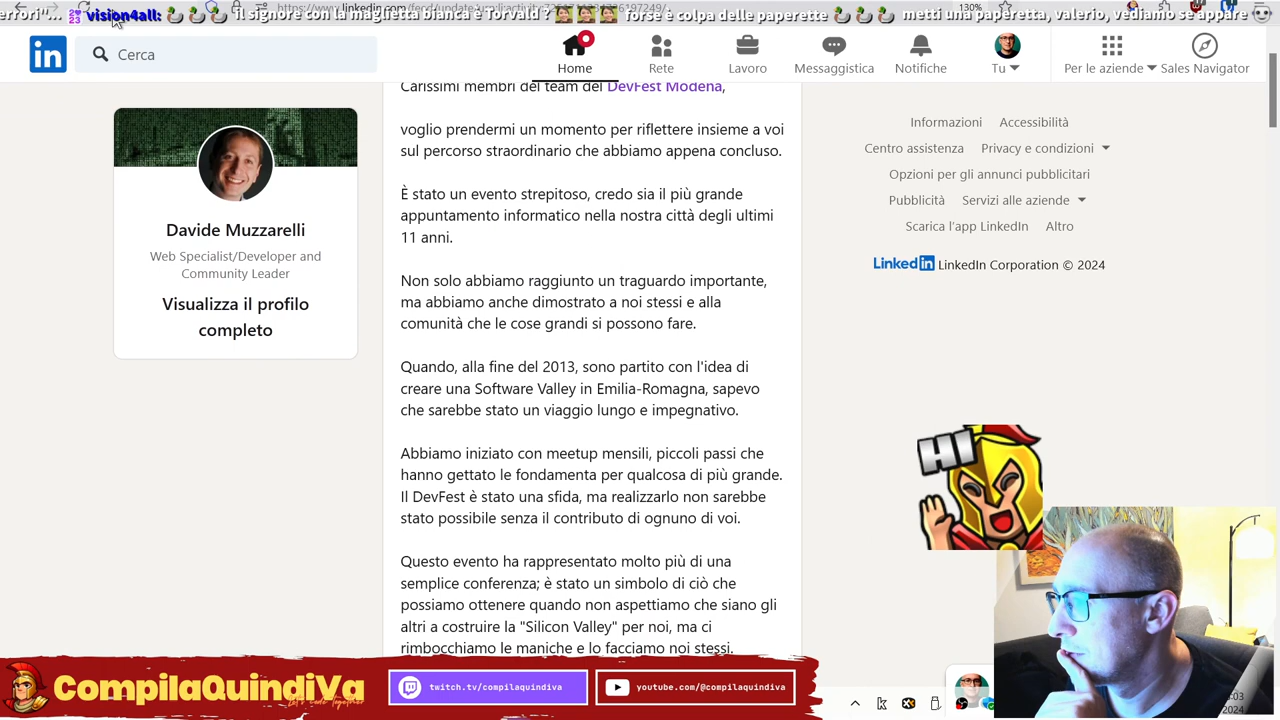 errori"... vision4all: il signore con la maglietta bianca è Torvald ? forse è colpa delle paperette metti una paperetta, valerio, vediamo se appare
130%
in
Cerca
Home
Rete
Lavoro
Messaggistica
Notifiche
Tu
Per le aziende
Sales Navigator
Carissimi membri del team del DevFest Modena,
voglio prendermi un momento per riflettere insieme a voi
sul percorso straordinario che abbiamo appena concluso.
È stato un evento strepitoso, credo sia il più grande
appuntamento informatico nella nostra città degli ultimi
11 anni.
Non solo abbiamo raggiunto un traguardo importante,
ma abbiamo anche dimostrato a noi stessi e alla
comunità che le cose grandi si possono fare.
Quando, alla fine del 2013, sono partito con l'idea di
creare una Software Valley in Emilia-Romagna, sapevo
che sarebbe stato un viaggio lungo e impegnativo.
Abbiamo iniziato con meetup mensili, piccoli passi che
hanno gettato le fondamenta per qualcosa di più grande.
Il DevFest è stato una sfida, ma realizzarlo non sarebbe
stato possibile senza il contributo di ognuno di voi.
Questo evento ha rappresentato molto più di una
semplice conferenza; è stato un simbolo di ciò che
possiamo ottenere quando non aspettiamo che siano gli
altri a costruire la "Silicon Valley" per noi, ma ci
rimbocchiamo le maniche e lo facciamo noi stessi.
Davide Muzzarelli
Web Specialist/Developer and
Community Leader
Visualizza il profilo
completo
Informazioni Accessibilità
Centro assistenza Privacy e condizioni
Opzioni per gli annunci pubblicitari
Pubblicità Servizi alle aziende
Scarica l'app LinkedIn Altro
Linkedin LinkedIn Corporation © 2024
HI
CompilaQuindiVa
Let's Code Together
twitch.tv/compilaquindiva
youtube.com/@compilaquindiva
:03
2024